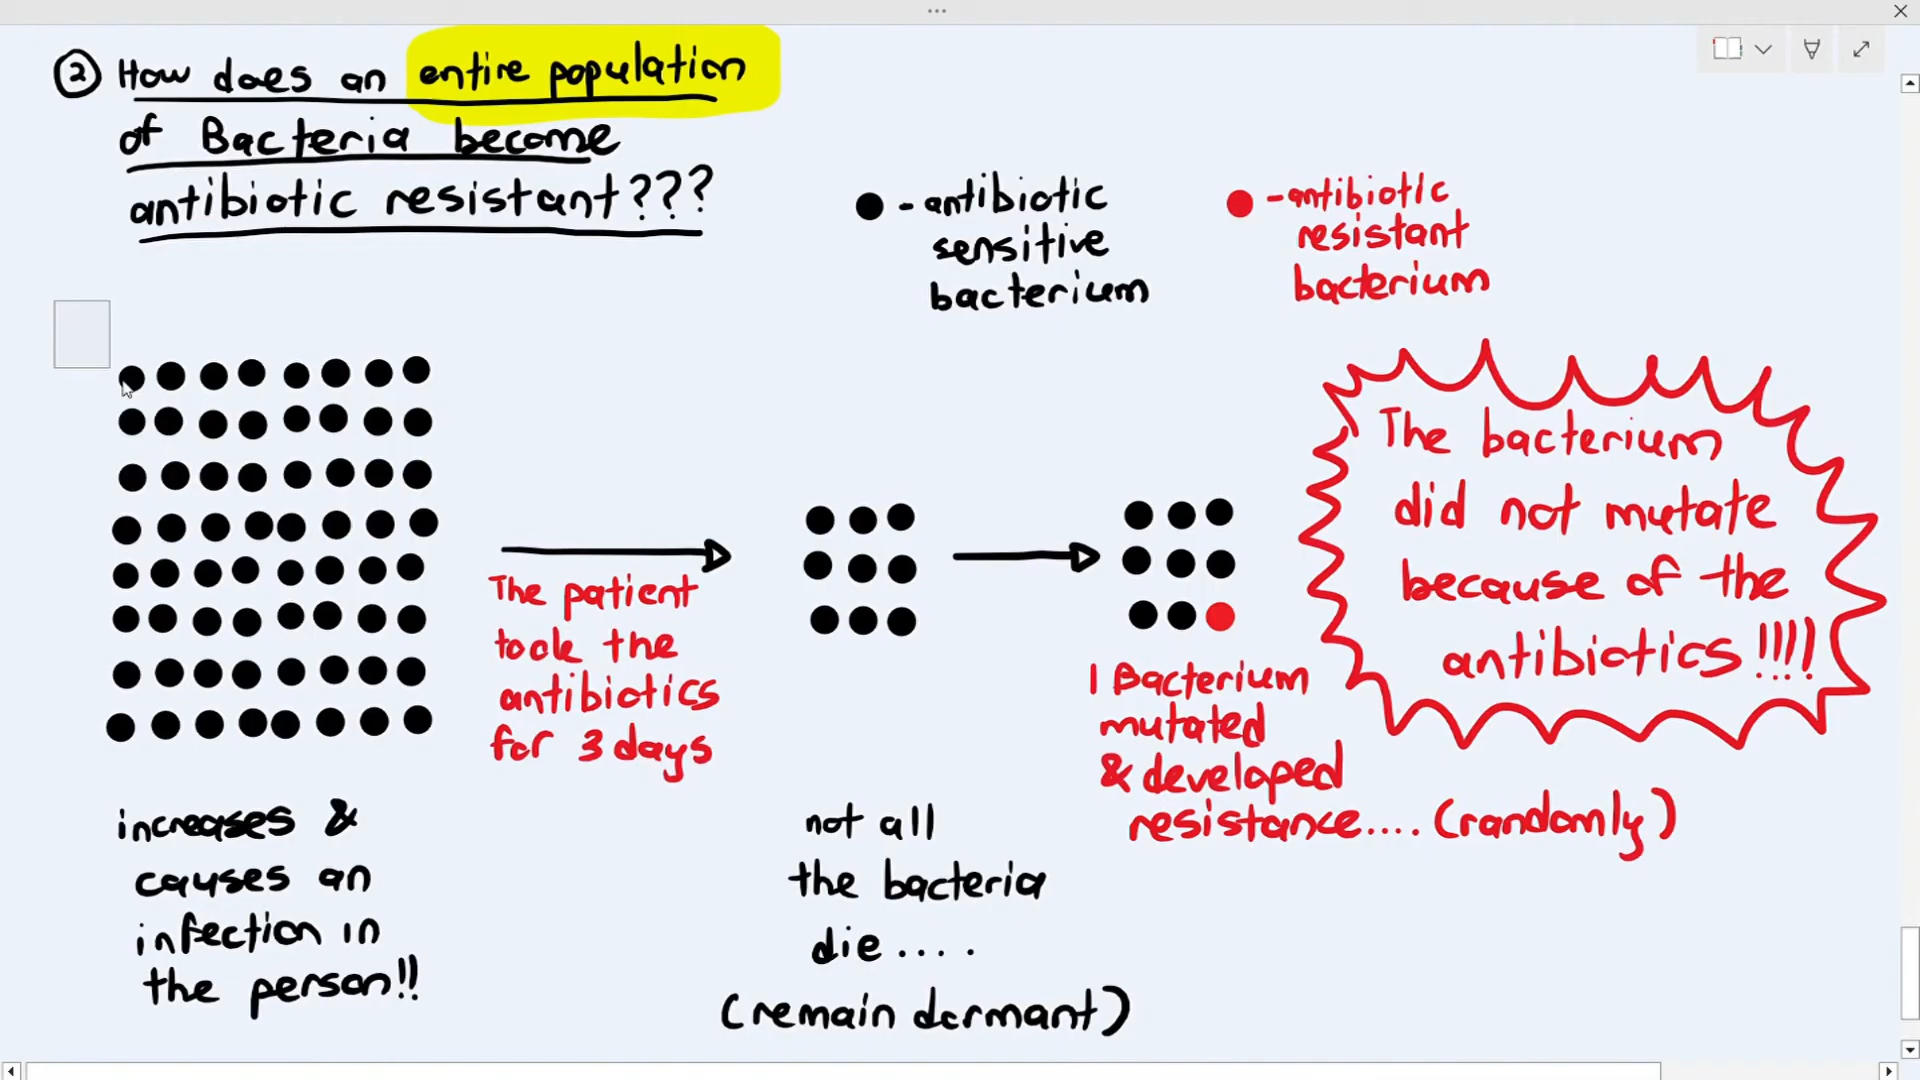 ② How does an entire population
of Bacteria become
antibiotic resistant???
- antibiotic
sensitive
bacterium
- antibiotic
resistant
bacterium
The patient
took the
antibiotics
for 3 days
1 Bacterium
mutated
& developed
resistance.... (randomly)
The bacterium
did not mutate
because of the
antibiotics!!!!
increases &
causes an
infection in
the person!!
not all
the bacteria
die....
(remain dormant)